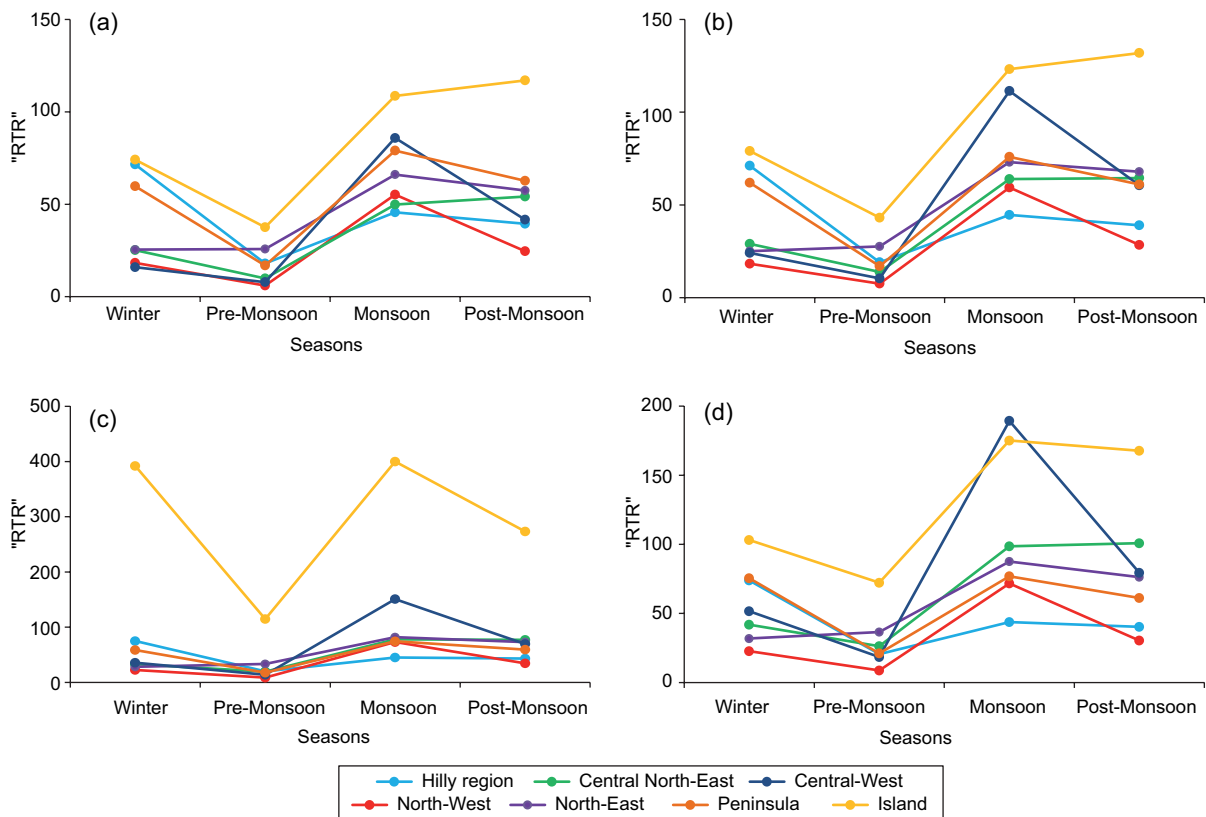 (a)
150
100
50
0
"RTR"
Winter Pre-Monsoon Monsoon Post-Monsoon
Seasons
(b)
150
100
50
0
"RTR"
Winter Pre-Monsoon Monsoon Post-Monsoon
Seasons
(c)
500
400
300
200
100
0
"RTR"
Winter Pre-Monsoon Monsoon Post-Monsoon
Seasons
(d)
200
150
100
50
0
"RTR"
Winter Pre-Monsoon Monsoon Post-Monsoon
Seasons
Hilly region Central North-East Central-West
North-West North-East Peninsula Island